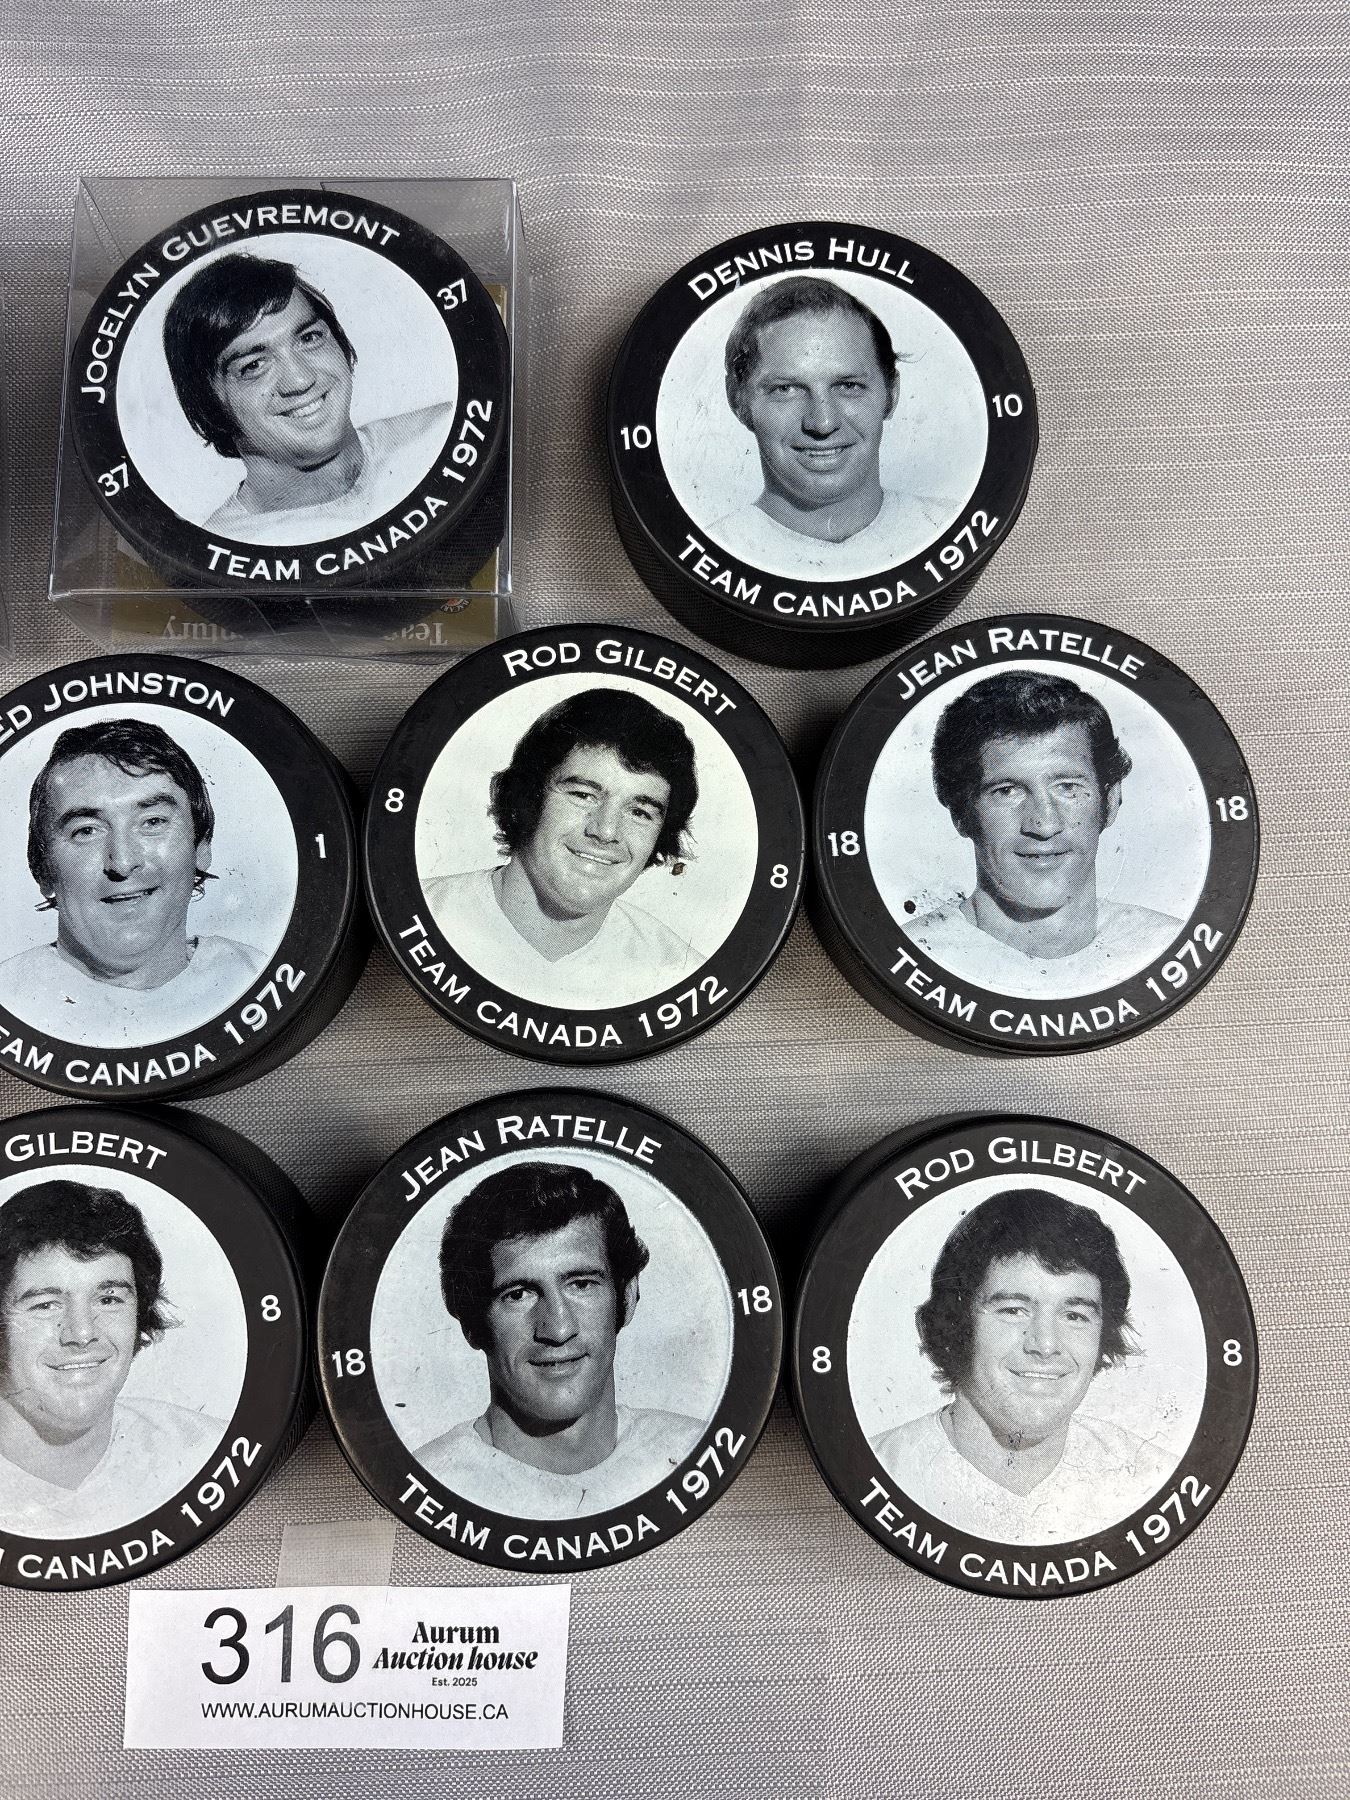 JOCELYN GUEVREMONT
37
37
TEAM CANADA 1972
DENNIS HULL
10
10
TEAM CANADA 1972
JOHNSTON
1
CANADA 1972
ROD GILBERT
8
8
TEAM CANADA 1972
JEAN RATELLE
18
18
TEAM CANADA 1972
GILBERT
8
CANADA 1972
JEAN RATELLE
18
18
TEAM CANADA 1972
ROD GILBERT
8
8
TEAM CANADA 1972
316
Aurum
Auction house
Est. 2025
WWW.AURUMAUCTIONHOUSE.CA